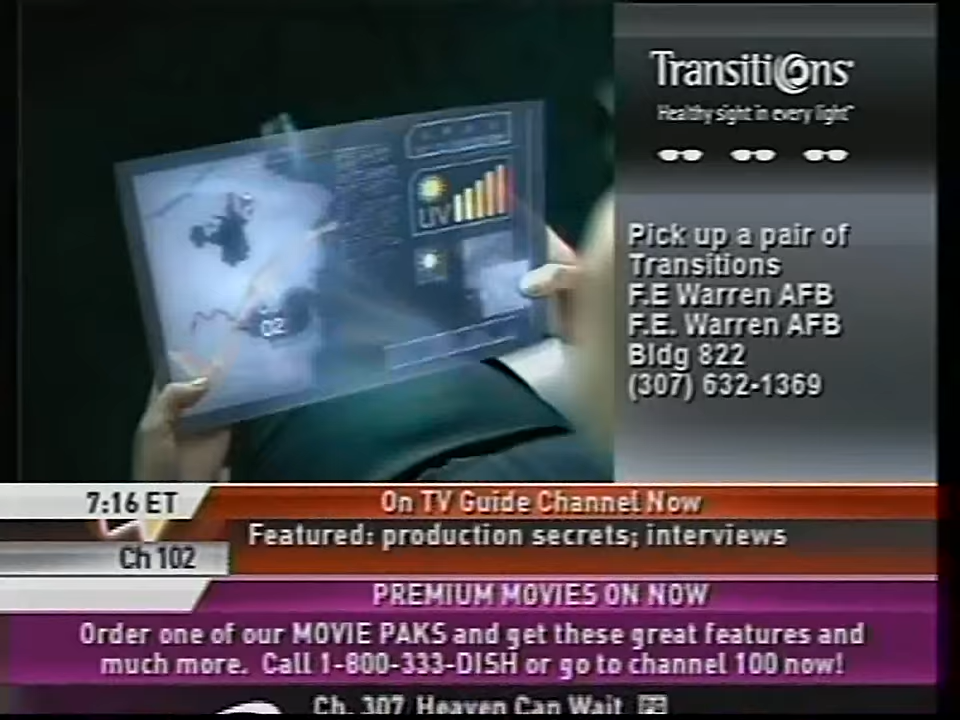 Transitions
Healthy sight in every light
Pick up a pair of
Transitions
F.E Warren AFB
F.E. Warren AFB
Bldg 822
(307) 632-1369
UV
02
7:16 ET
On TV Guide Channel Now
Ch 102
Featured: production secrets; interviews
PREMIUM MOVIES ON NOW
Order one of our MOVIE PAKS and get these great features and
much more. Call 1-800-333-DISH or go to channel 100 now!
Ch. 307 Heaven Can Wait